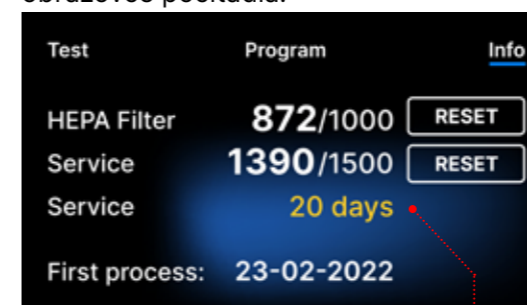 Test Program Info
HEPA Filter 872/1000 RESET
Service 1390/1500 RESET
Service 20 days
First process: 23-02-2022